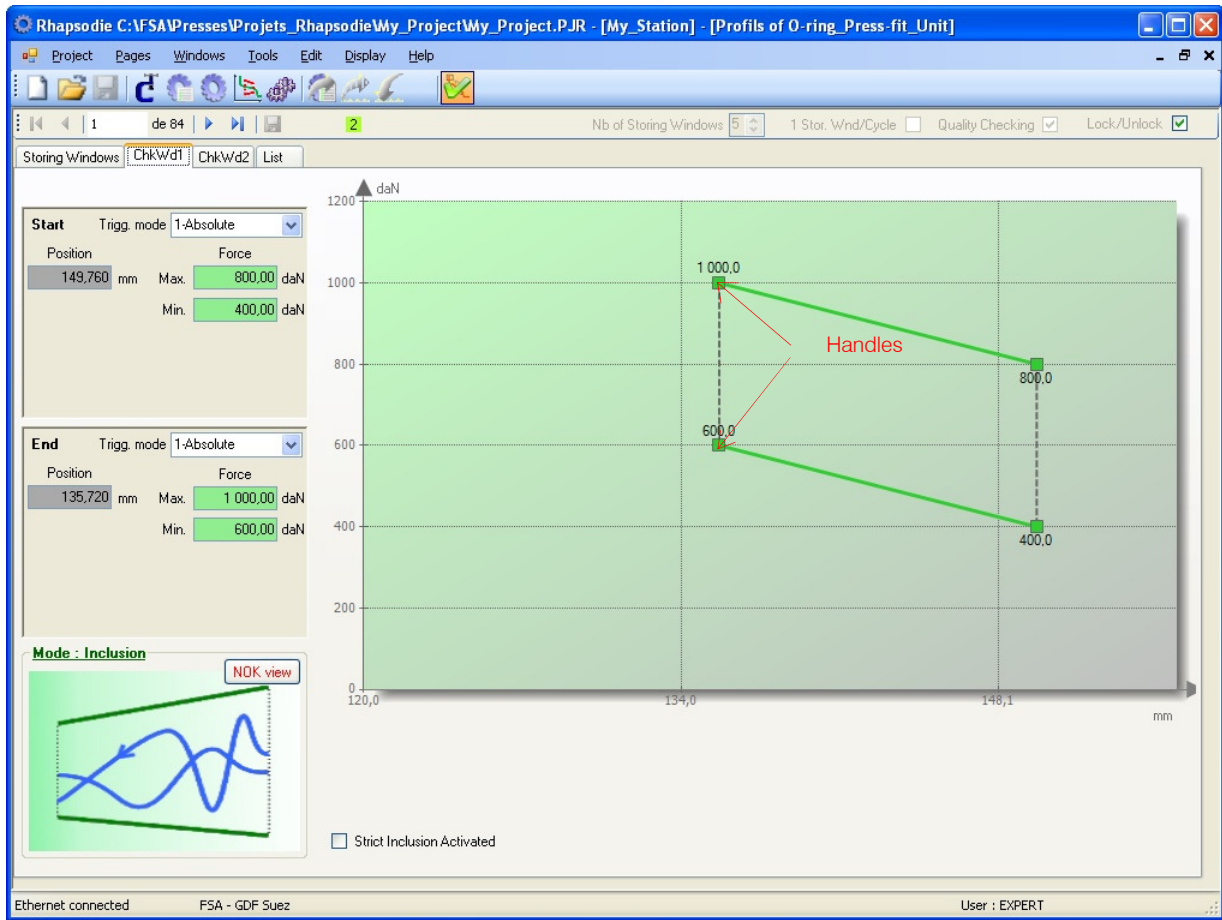 Rhapsodie C:\FSA\Presses\Projets_Rhapsodie\My_Project\My_Project.PJR - [My_Station] - [Profils of O-ring_Press-fit_Unit]
Project Pages Windows Tools Edit Display Help
1 de 84 2 Nb of Storing Windows 5 1 Stor. Wnd/Cycle Quality Checking Lock/Unlock
Storing Windows ChkWd1 ChkWd2 List
Start Trigg. mode 1-Absolute
Position Force
149,760 mm Max. 800,00 daN
Min. 400,00 daN
End Trigg. mode 1-Absolute
Position Force
135,720 mm Max. 1 000,00 daN
Min. 600,00 daN
Mode : Inclusion
NOK view
daN
1200
1000
800
600
400
200
0
1 000,0
Handles
800,0
600,0
400,0
120,0 134,0 148,1
mm
Strict Inclusion Activated
Ethernet connected FSA - GDF Suez User : EXPERT